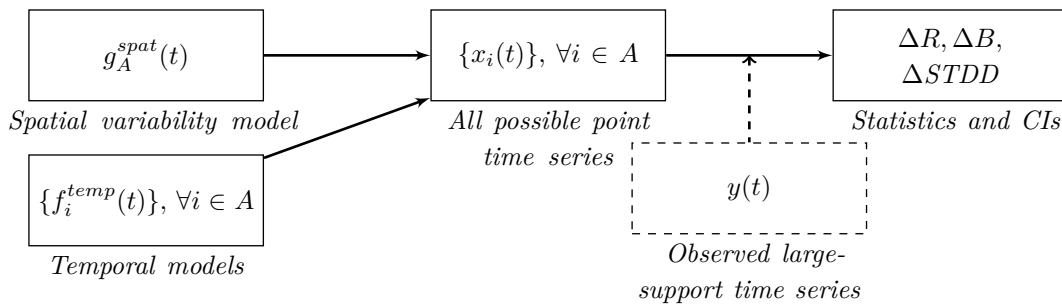 g_A^{spat}(t)
Spatial variability model
{f_i^{temp}(t)}, ∀i ∈ A
Temporal models
{x_i(t)}, ∀i ∈ A
All possible point
time series
y(t)
Observed large-
support time series
ΔR, ΔB,
ΔSTDD
Statistics and CIs